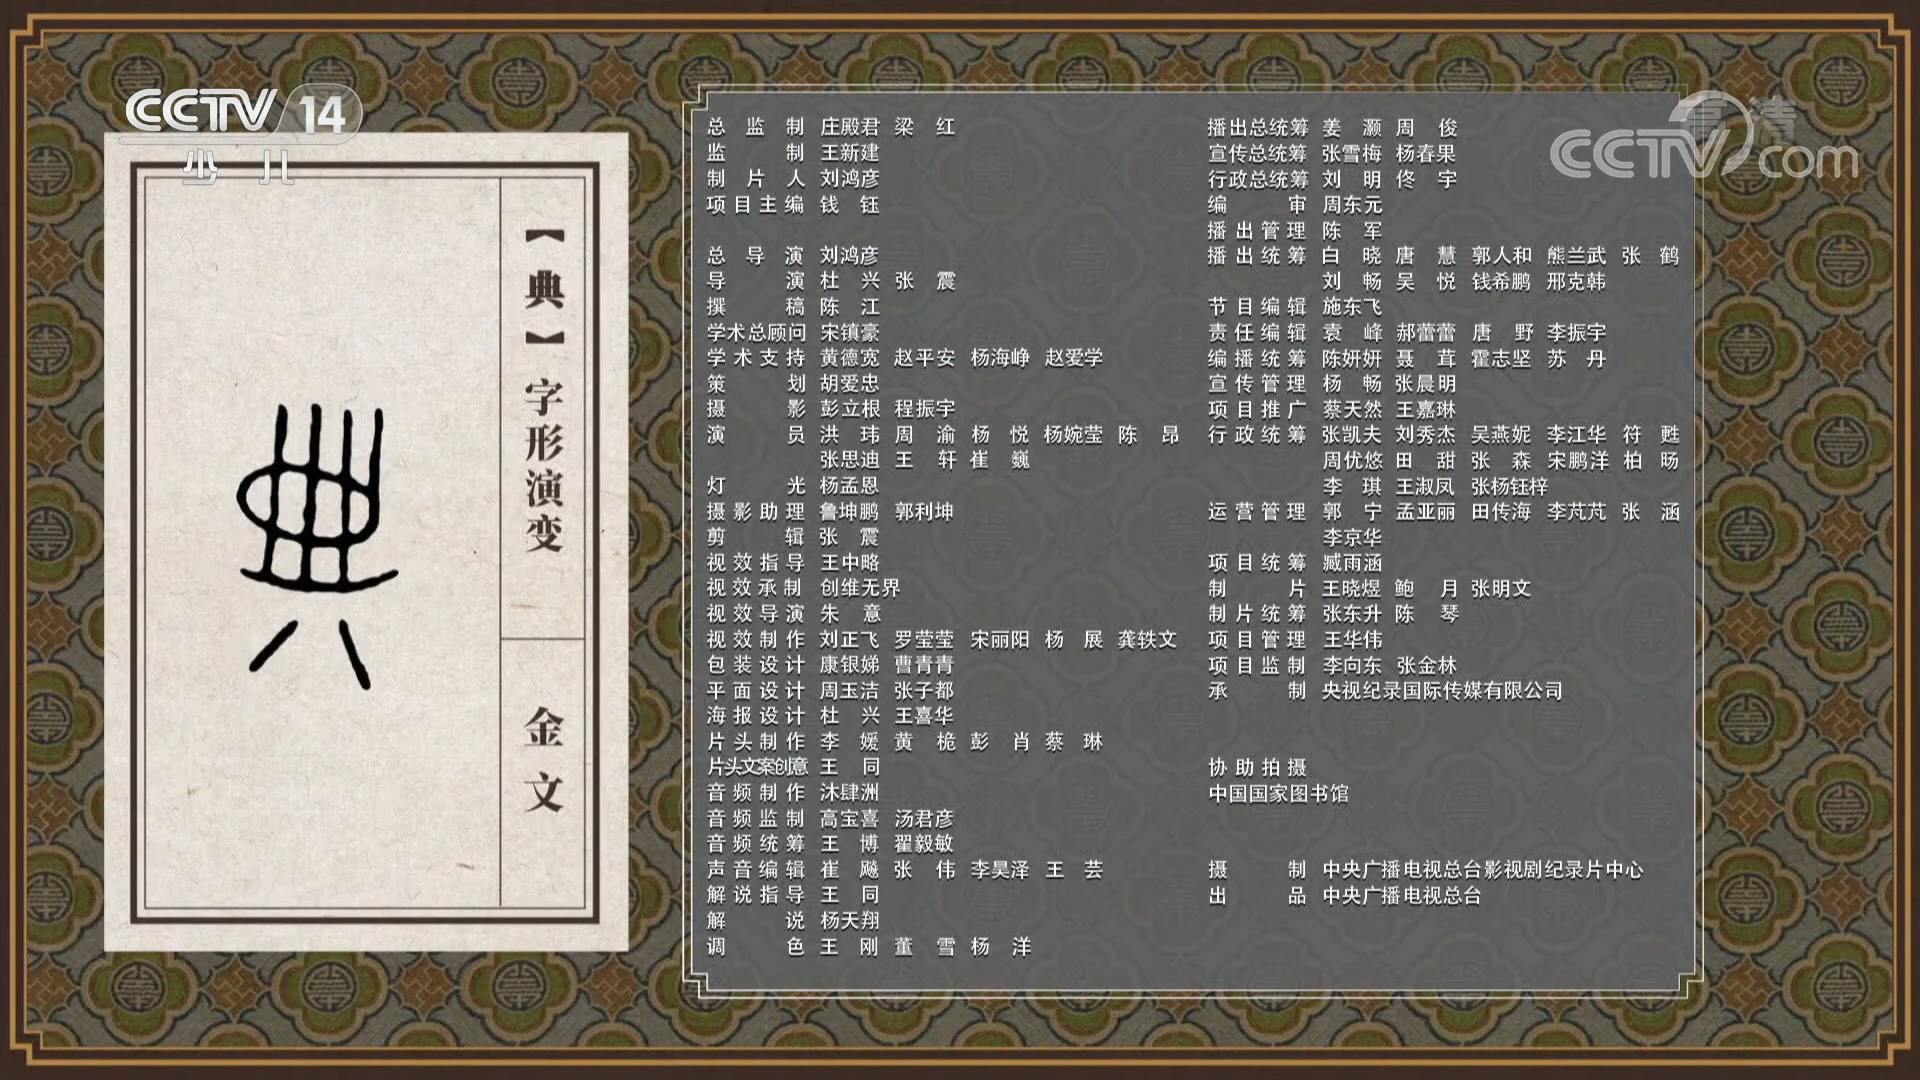 CCTV 14
少儿
高清
CCTV.com
【典】字形演变
金文
总监制 庄殿君 梁红
监制 王新建
制片人 刘鸿彦
项目主编 钱钰
总导演 刘鸿彦
导演 杜兴 张震
撰稿 陈江
学术总顾问 宋镇豪
学术支持 黄德宽 赵平安 杨海峥 赵爱学
策划 胡爱忠
摄影 彭立根 程振宇
演员 洪玮 周渝 杨悦 杨婉莹 陈昂
张思迪 王轩 崔巍
灯光 杨孟恩
摄影助理 鲁坤鹏 郭利坤
剪辑 张震
视效指导 王中略
视效承制 创维无界
视效导演 朱意
视效制作 刘正飞 罗莹莹 宋丽阳 杨展 龚轶文
包装设计 康银娣 曹青青
平面设计 周玉洁 张子都
海报设计 杜兴 王喜华
片头制作 李媛 黄桅 彭肖 蔡琳
片头文案创意 王同
音频制作 沐肆洲
音频监制 高宝喜 汤君彦
音频统筹 王博 翟毅敏
声音编辑 崔飚 张伟 李昊泽 王芸
解说指导 王同
解说 杨天翔
调色 王刚 董雪 杨洋
播出总统筹 姜灏 周俊
宣传总统筹 张雪梅 杨春果
行政总统筹 刘明 佟宇
编审 周东元
播出管理 陈军
播出统筹 白晓 唐慧 郭人和 熊兰武 张鹤
刘畅 吴悦 钱希鹏 邢克韩
节目编辑 施东飞
责任编辑 袁峰 郝蕾蕾 唐野 李振宇
编播统筹 陈妍妍 聂茸 霍志坚 苏丹
宣传管理 杨畅 张晨明
项目推广 蔡天然 王嘉琳
行政统筹 张凯夫 刘秀杰 吴燕妮 李江华 符甦
周优悠 田甜 张森 宋鹏洋 柏旸
李琪 王淑凤 张杨钰梓
运营管理 郭宁 孟亚丽 田传海 李芃芃 张涵
李京华
项目统筹 臧雨涵
制片 王晓煜 鲍月 张明文
制片统筹 张东升 陈琴
项目管理 王华伟
项目监制 李向东 张金林
承制 央视纪录国际传媒有限公司
协助拍摄
中国国家图书馆
摄制 中央广播电视总台影视剧纪录片中心
出品 中央广播电视总台